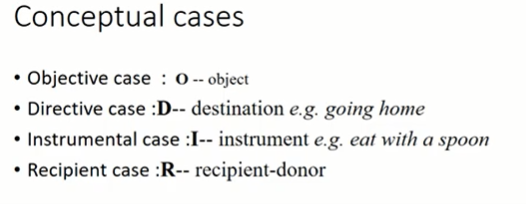 Conceptual cases
• Objective case : O -- object
• Directive case :D-- destination e.g. going home
• Instrumental case :I-- instrument e.g. eat with a spoon
• Recipient case :R-- recipient-donor